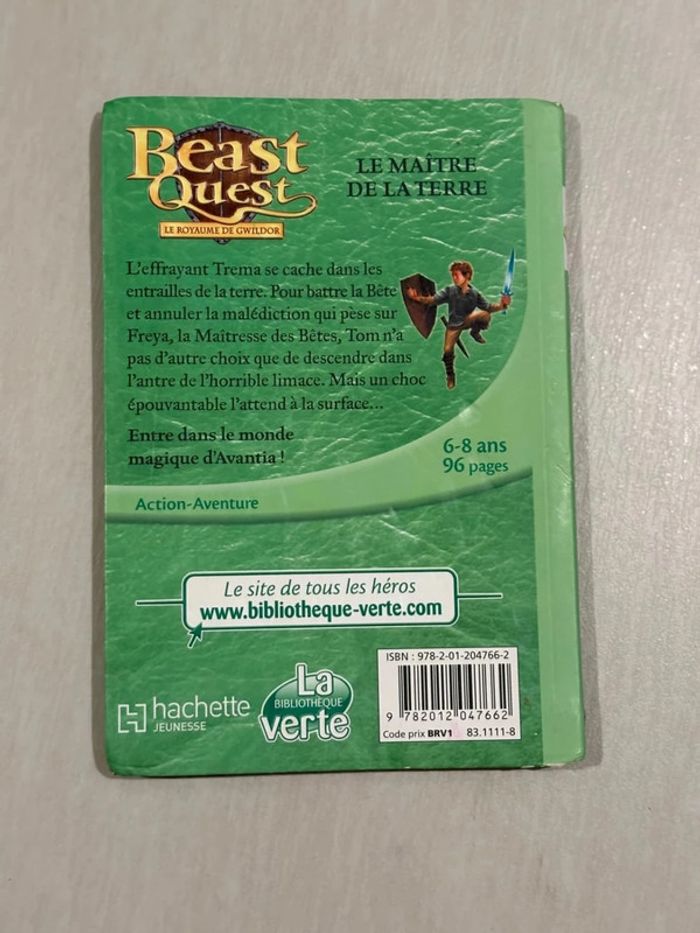 Beast
Quest
LE ROYAUME DE GWILDOR
LE MAÎTRE
DE LA TERRE
L'effrayant Trema se cache dans les
entrailles de la terre. Pour battre la Bête
et annuler la malédiction qui pèse sur
Freya, la Maîtresse des Bêtes, Tom n'a
pas d'autre choix que de descendre dans
l'antre de l'horrible limace. Mais un choc
épouvantable l'attend à la surface...
Entre dans le monde
magique d'Avantia !
6-8 ans
96 pages
Action-Aventure
Le site de tous les héros
www.bibliotheque-verte.com
hachette
JEUNESSE
La
BIBLIOTHÈQUE
verte
ISBN : 978-2-01-204766-2
9 782012 047662
Code prix BRV1 83.1111-8